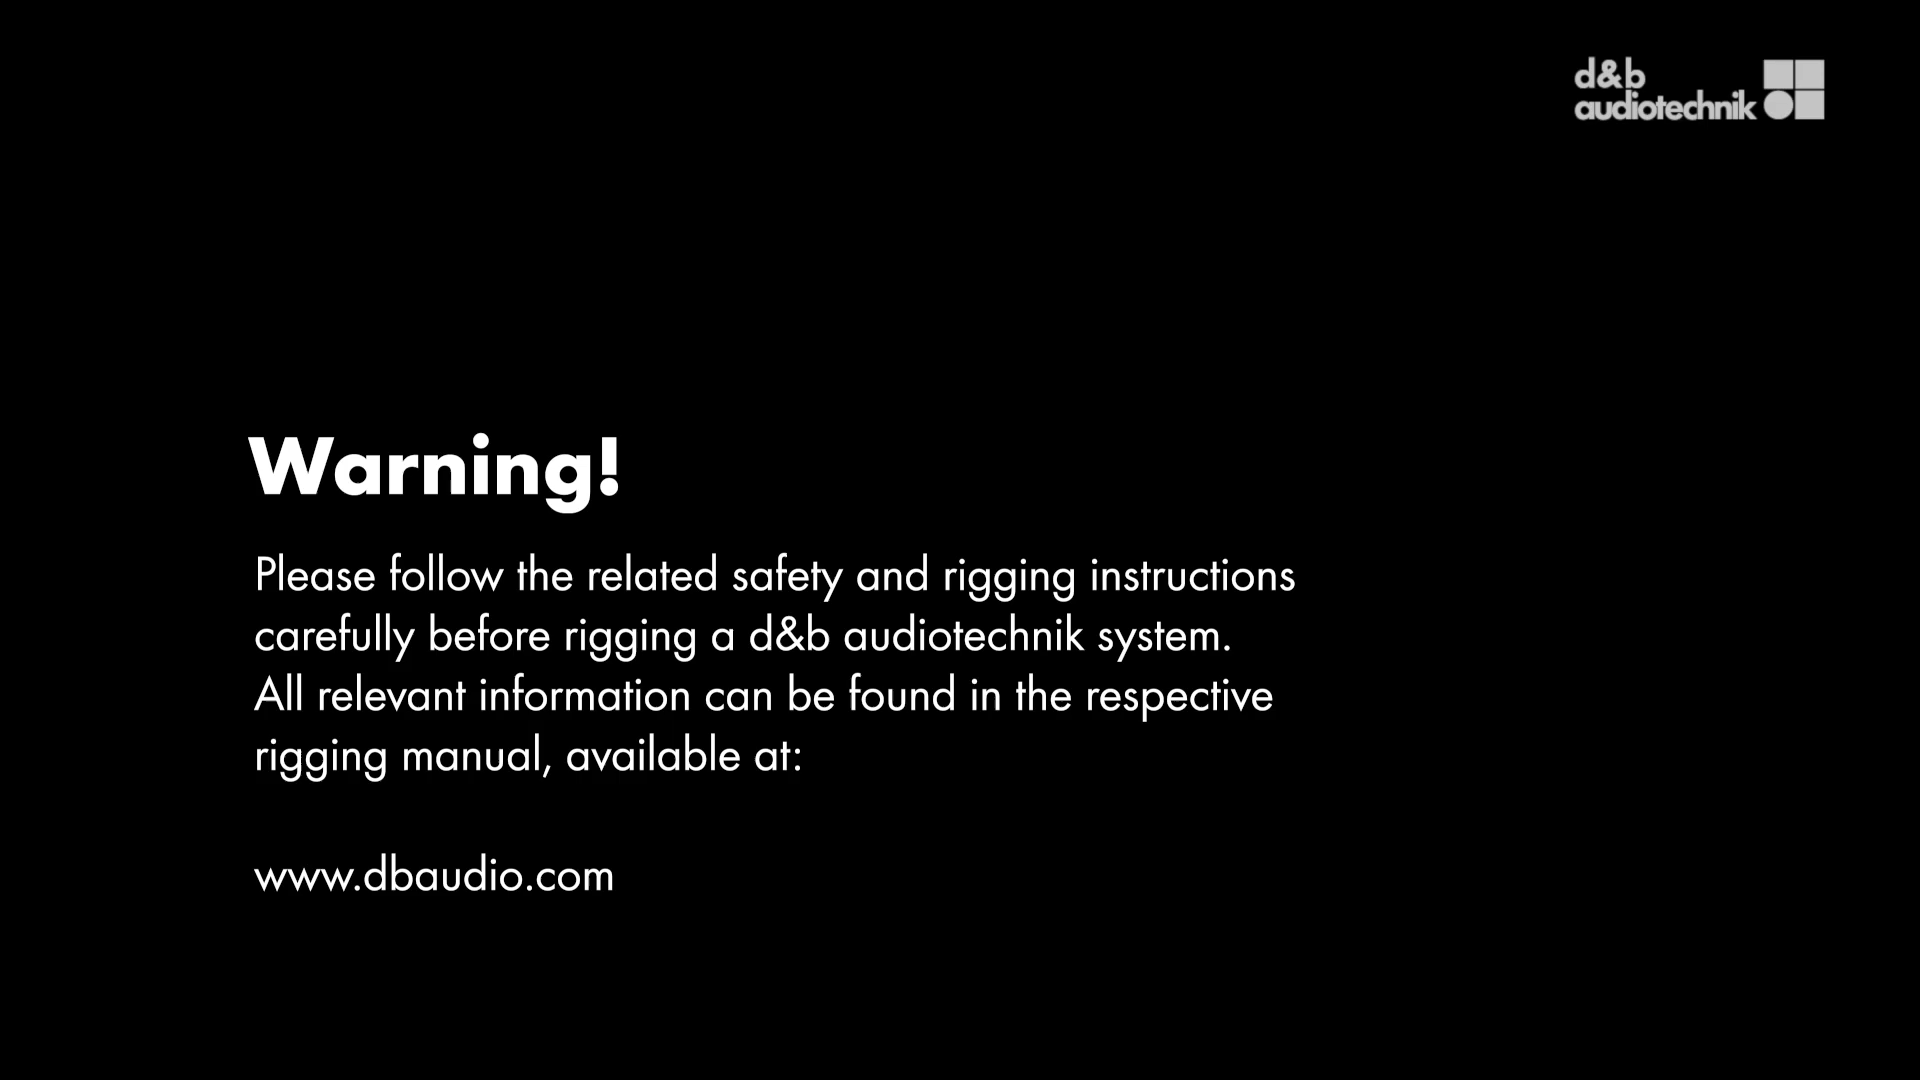 d&b
audiotechnik
Warning!
Please follow the related safety and rigging instructions
carefully before rigging a d&b audiotechnik system.
All relevant information can be found in the respective
rigging manual, available at:
www.dbaudio.com